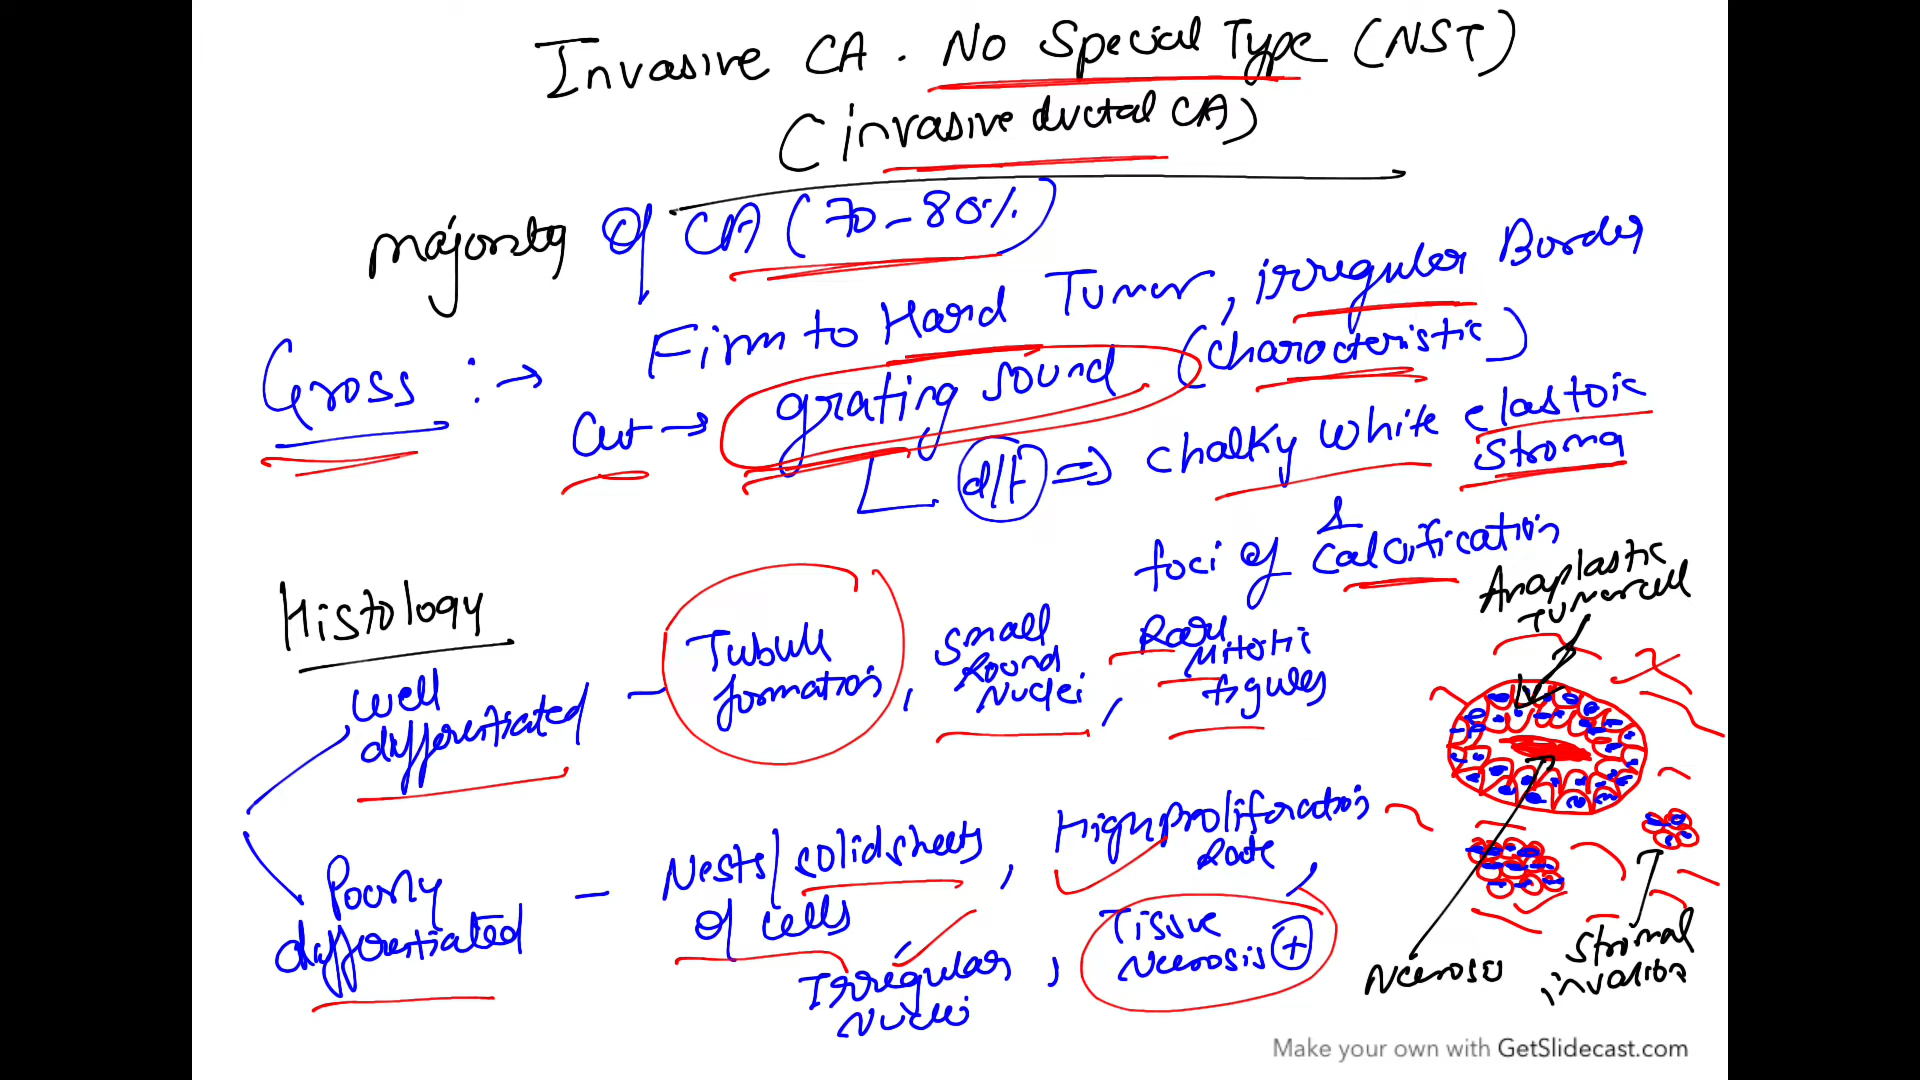 Invasive CA. No Special Type (NST)
(invasive ductal CA)
majority of CA (70-80%)
Gross :→ Firm to Hard Tumor, irregular Border
Cut → grating sound (characteristic)
d/t ⇒ chalky white elastoic
stroma
&
foci of calcification
Histology
well
differentiated - Tubule
formation, Small
Round
Nuclei, Rare
Mitotic
figures
Poorly
differentiated - Nests/solid sheets
of cells, High Proliferation
Rate,
Irregular
Nuclei, Tissue
Necrosis +
Anaplastic
Tumor cell
Necrosis
Stromal
invasion
Make your own with GetSlidecast.com